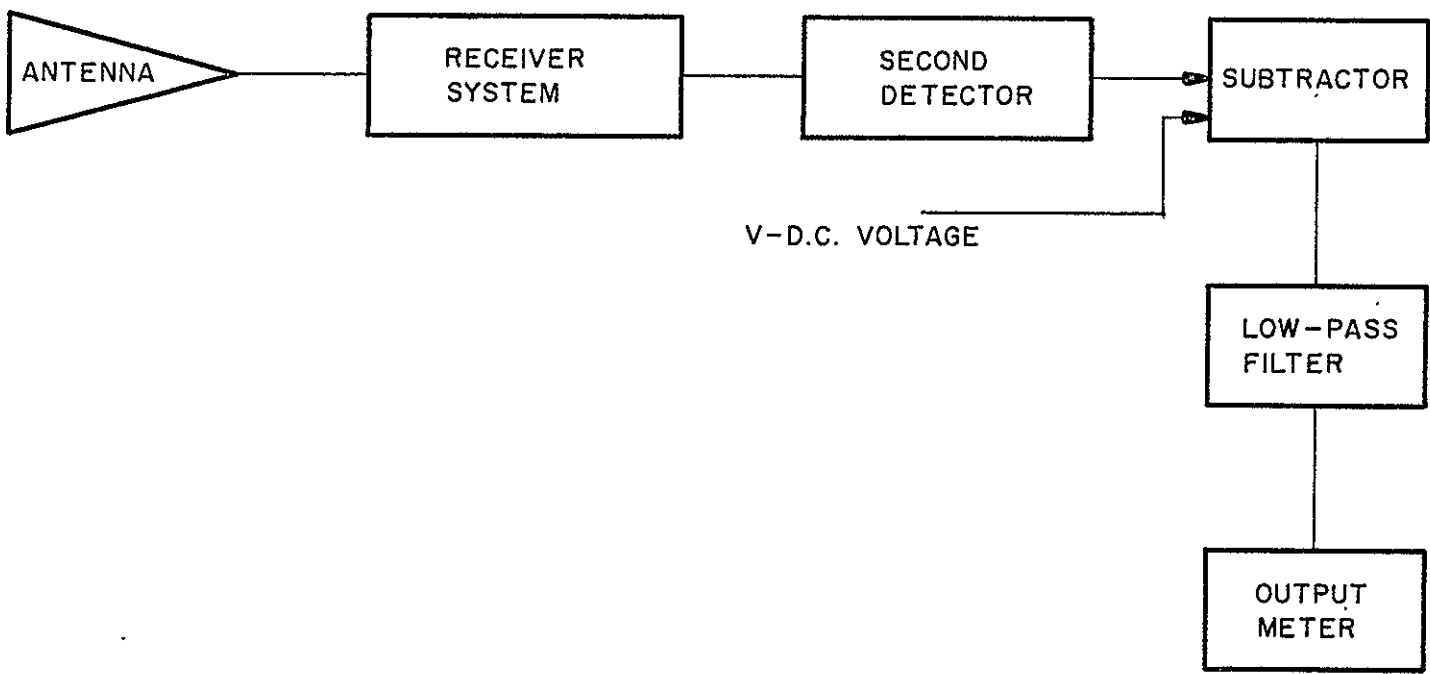 ANTENNA
RECEIVER
SYSTEM
SECOND
DETECTOR
SUBTRACTOR
V-D.C. VOLTAGE
LOW-PASS
FILTER
OUTPUT
METER